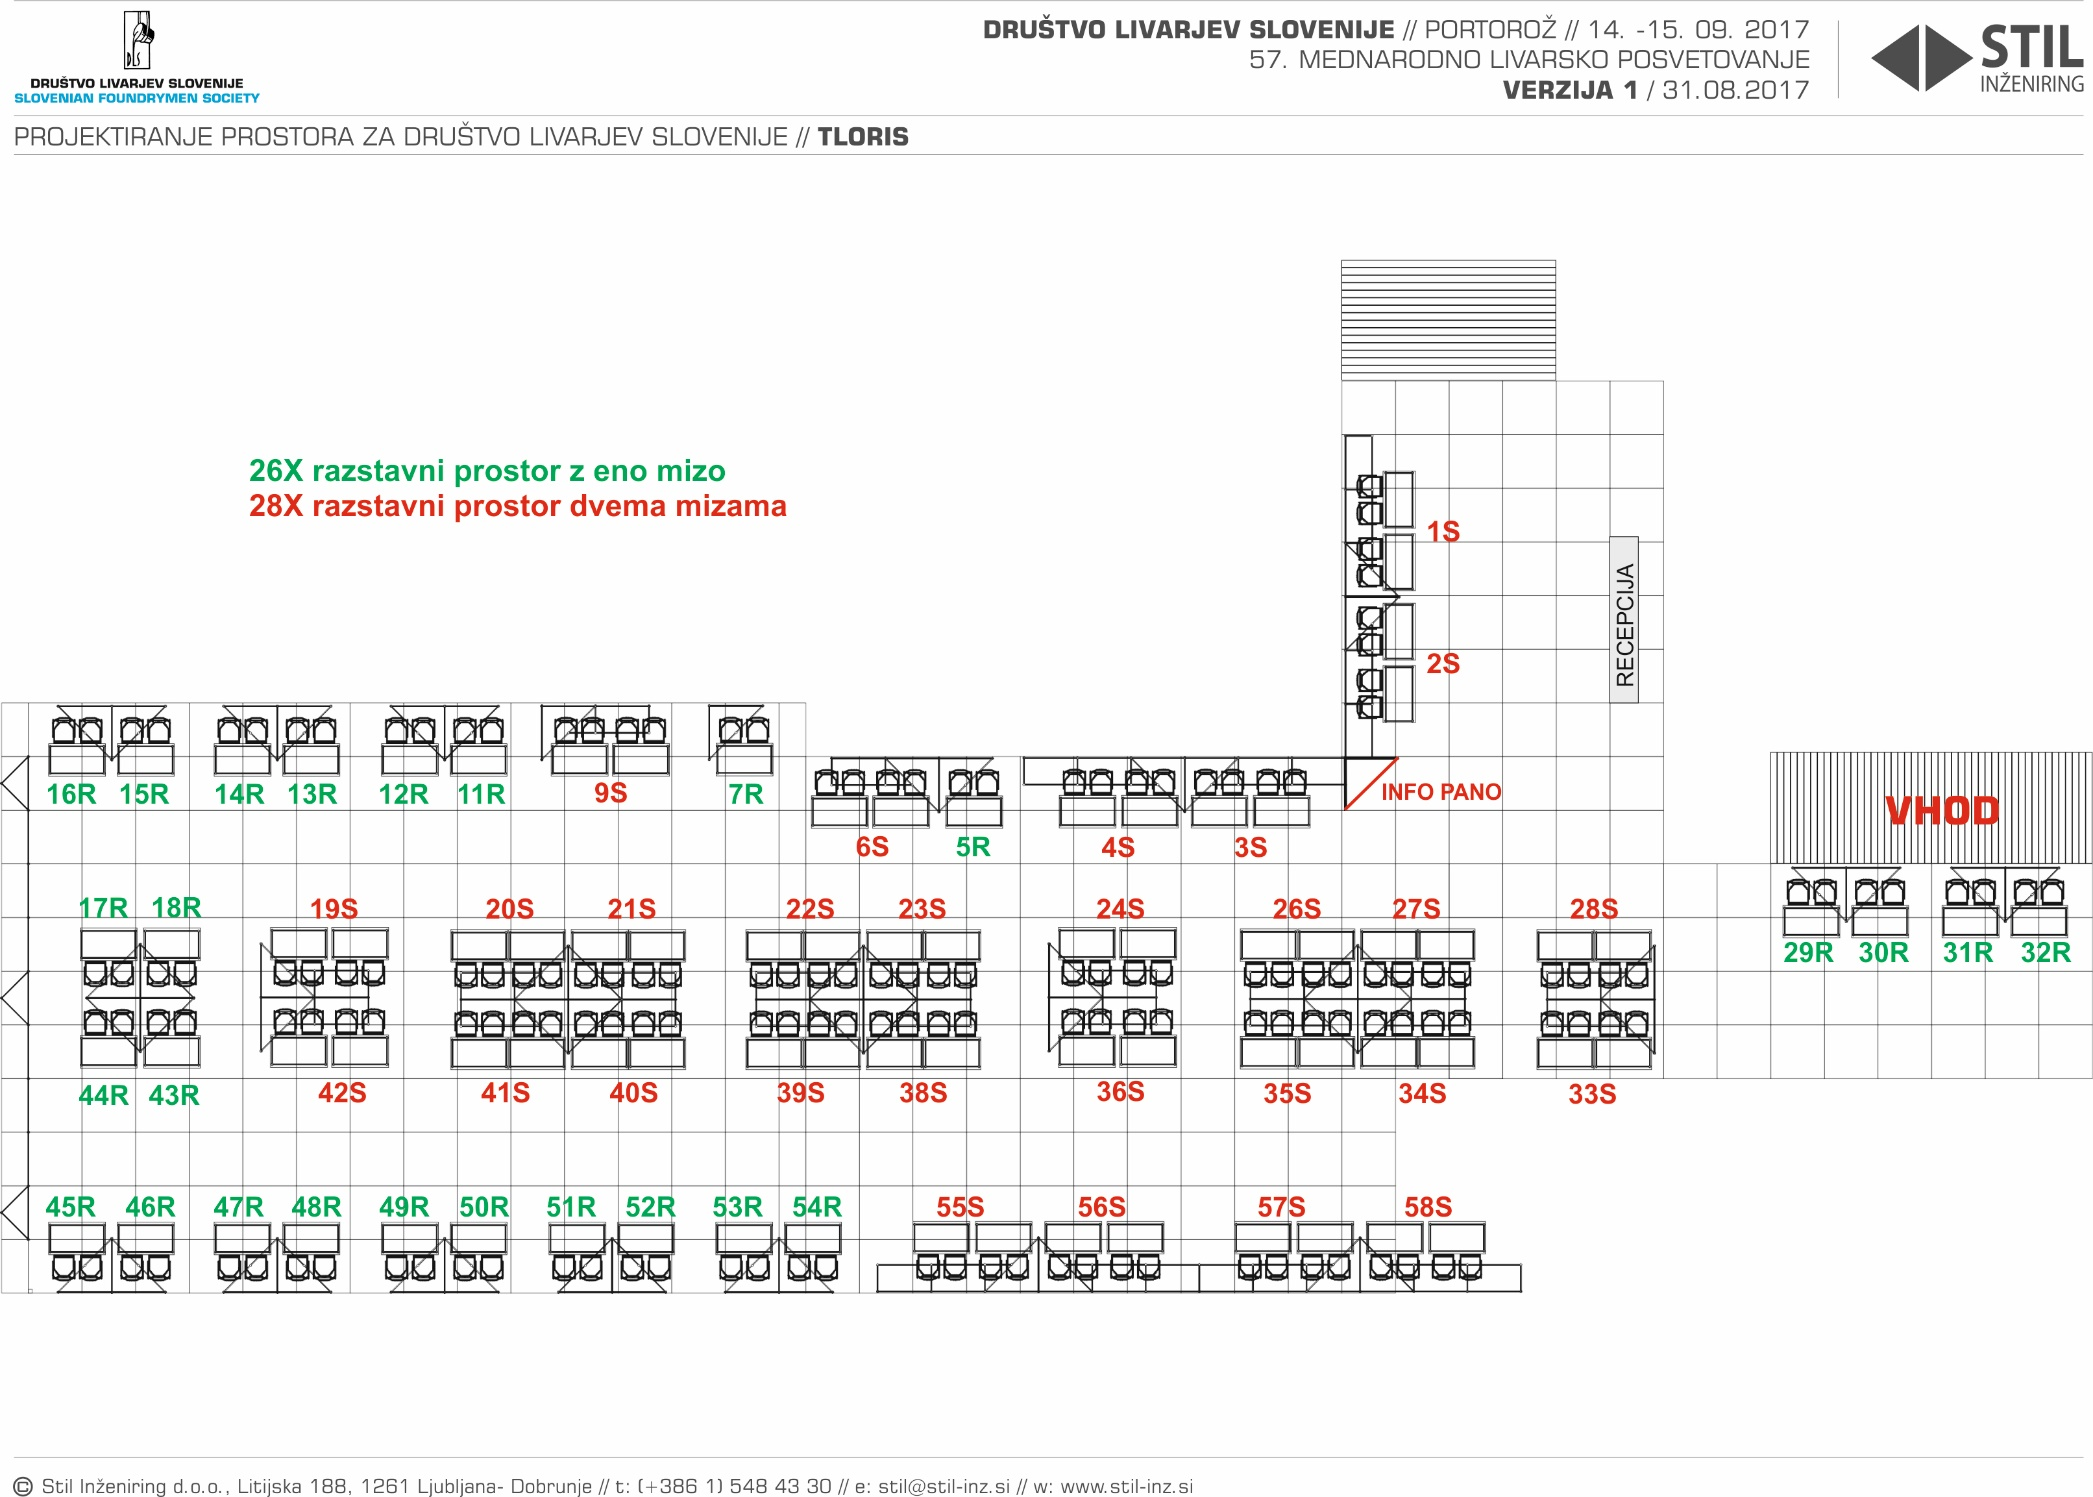 DLS
DRUŠTVO LIVARJEV SLOVENIJE
SLOVENIAN FOUNDRYMEN SOCIETY
DRUŠTVO LIVARJEV SLOVENIJE // PORTOROŽ // 14. -15. 09. 2017
57. MEDNARODNO LIVARSKO POSVETOVANJE
VERZIJA 1 / 31.08.2017
STIL
INŽENIRING
PROJEKTIRANJE PROSTORA ZA DRUŠTVO LIVARJEV SLOVENIJE // TLORIS
26X razstavni prostor z eno mizo
28X razstavni prostor dvema mizama
1S
RECEPCIJA
2S
16R 15R 14R 13R 12R 11R 9S 7R INFO PANO VHOD
6S 5R 4S 3S
17R 18R 19S 20S 21S 22S 23S 24S 26S 27S 28S
29R 30R 31R 32R
44R 43R 42S 41S 40S 39S 38S 36S 35S 34S 33S
45R 46R 47R 48R 49R 50R 51R 52R 53R 54R 55S 56S 57S 58S
© Stil Inženiring d.o.o., Litijska 188, 1261 Ljubljana- Dobrunje // t: (+386 1) 548 43 30 // e: stil@stil-inz.si // w: www.stil-inz.si